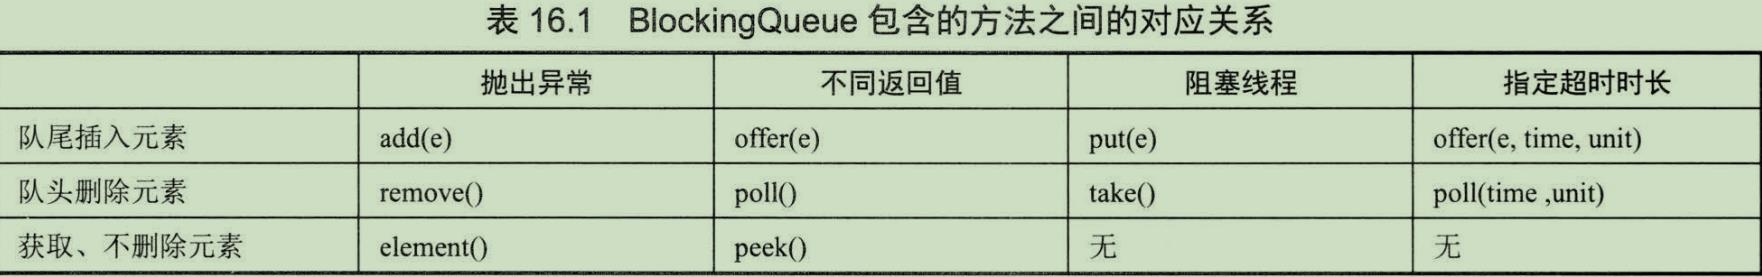 表 16.1 BlockingQueue 包含的方法之间的对应关系
抛出异常 不同返回值 阻塞线程 指定超时时长
队尾插入元素 add(e) offer(e) put(e) offer(e, time, unit)
队头删除元素 remove() poll() take() poll(time ,unit)
获取、不删除元素 element() peek() 无 无